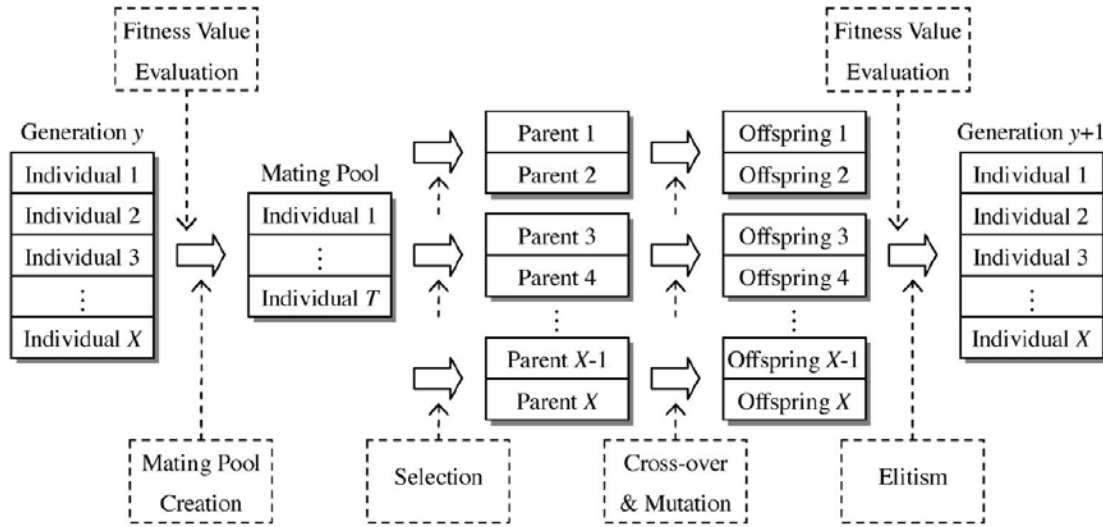 Fitness Value
Evaluation
Fitness Value
Evaluation
Generation y
Individual 1
Individual 2
Individual 3
⋮
Individual X
Mating Pool
Individual 1
⋮
Individual T
Parent 1
Parent 2
Parent 3
Parent 4
⋮
Parent X-1
Parent X
Offspring 1
Offspring 2
Offspring 3
Offspring 4
⋮
Offspring X-1
Offspring X
Generation y+1
Individual 1
Individual 2
Individual 3
⋮
Individual X
Mating Pool
Creation
Selection
Cross-over
& Mutation
Elitism